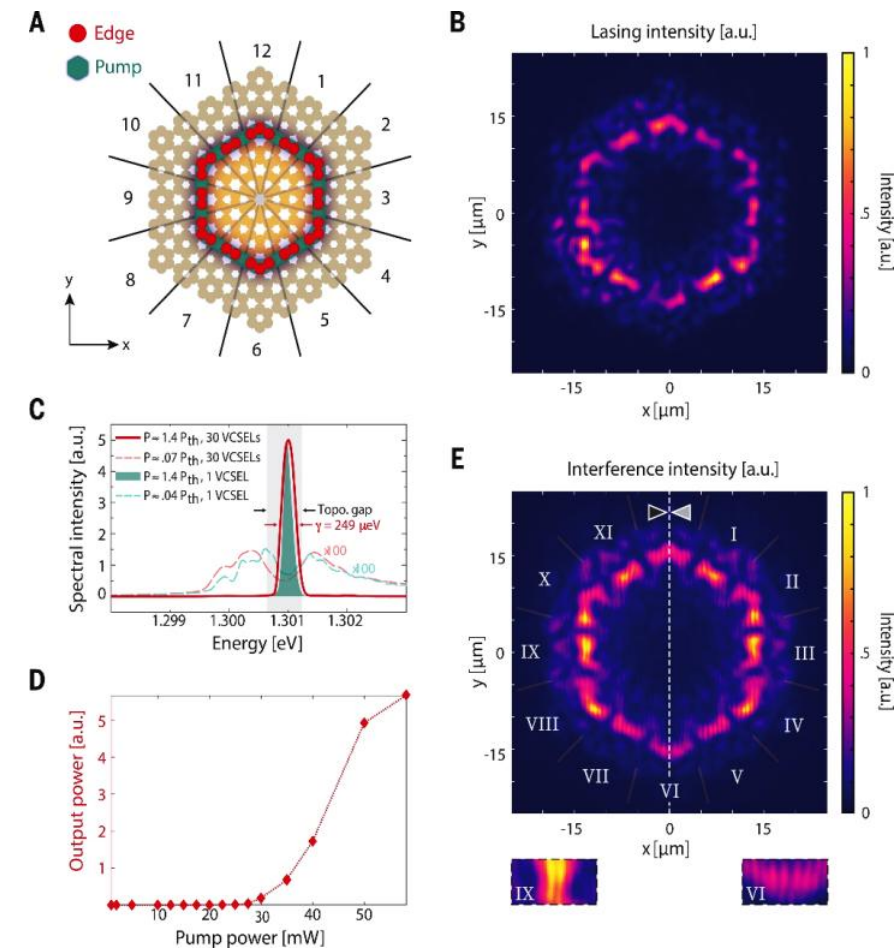 A
Edge
Pump
12
11
1
10
2
9
3
8
4
7
5
6
y
x
B
Lasing intensity [a.u.]
15
0
-15
y [μm]
-15
0
15
x [μm]
1
.5
0
Intensity [a.u.]
C
P≈ 1.4 Pth, 30 VCSELs
P≈ .07 Pth, 30 VCSELs
P≈ 1.4 Pth, 1 VCSEL
P≈ .04 Pth, 1 VCSEL
Topo. gap
γ = 249 μeV
x100
x100
5
4
3
2
1
0
Spectral intensity [a.u.]
1.299
1.300
1.301
1.302
Energy [eV]
D
5
4
3
2
1
Output power [a.u.]
10
20
30
40
50
Pump power [mW]
E
Interference intensity [a.u.]
XI
I
X
II
IX
III
VIII
IV
VII
V
VI
15
0
-15
y [μm]
-15
0
15
x [μm]
1
.5
0
Intensity [a.u.]
IX
VI